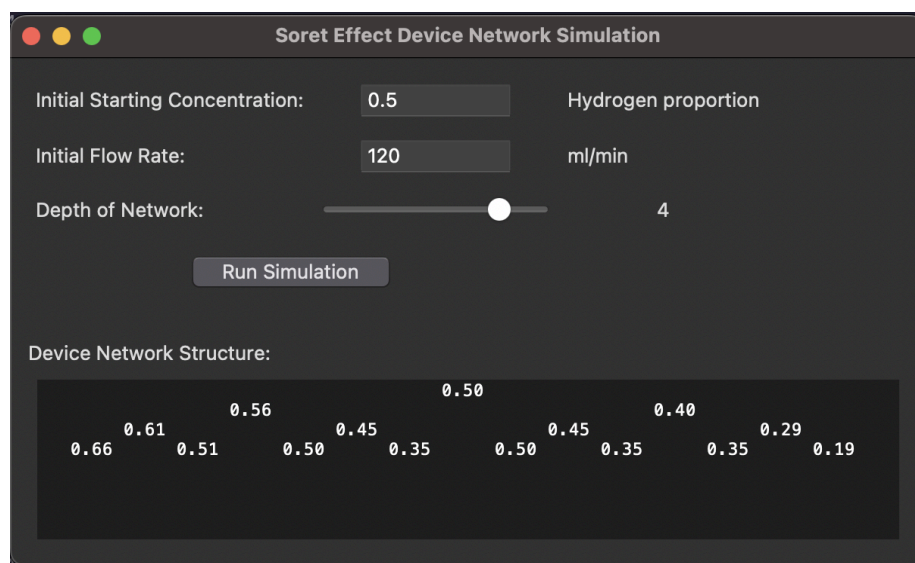 Soret Effect Device Network Simulation
Initial Starting Concentration: 0.5 Hydrogen proportion
Initial Flow Rate: 120 ml/min
Depth of Network: 4
Run Simulation
Device Network Structure:
0.50
0.56 0.40
0.61 0.45 0.45 0.29
0.66 0.51 0.50 0.35 0.50 0.35 0.35 0.19